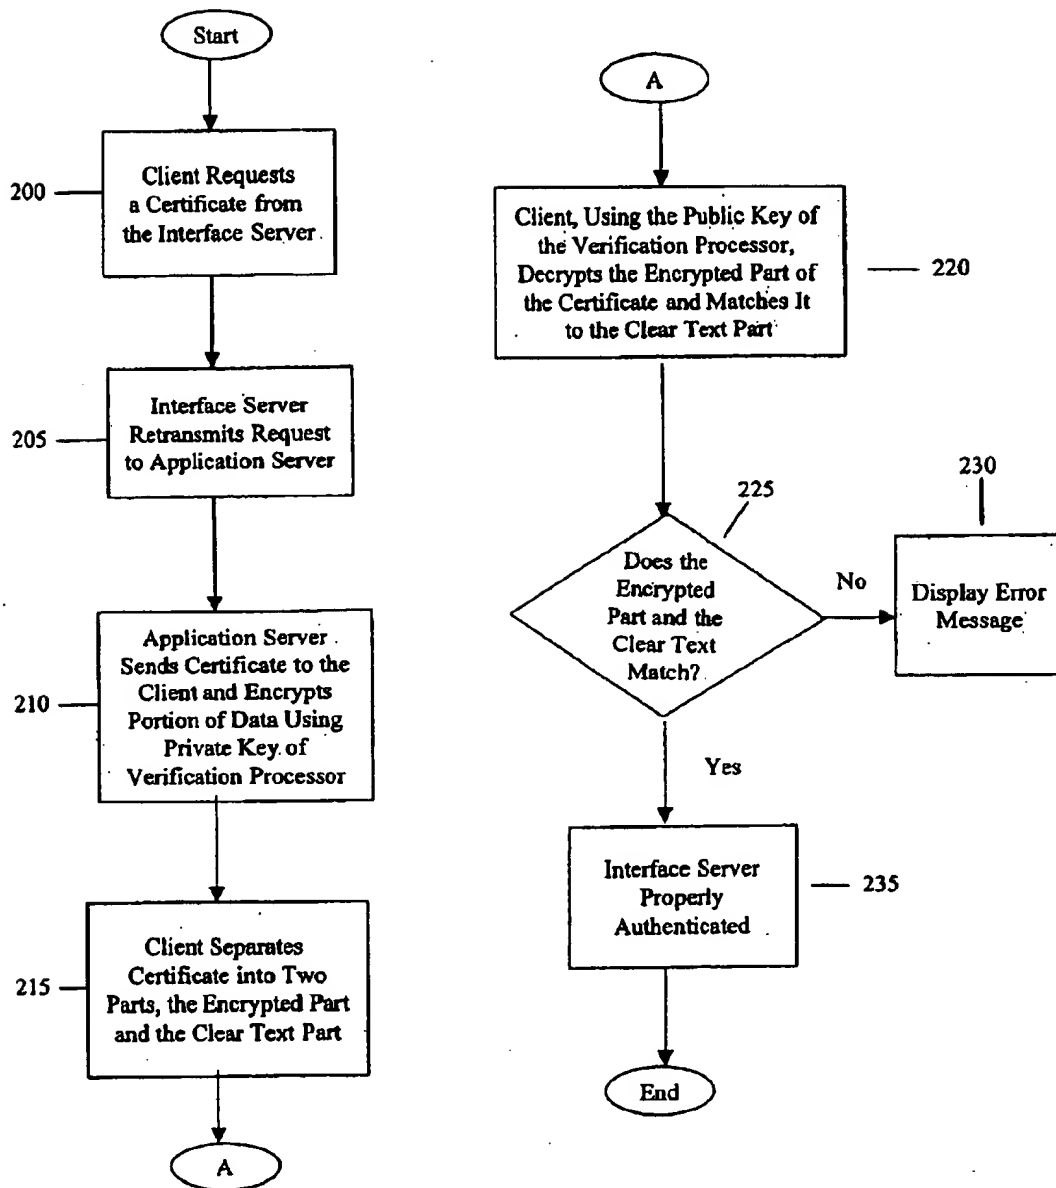 Start
200
Client Requests
a Certificate from
the Interface Server
205
Interface Server
Retransmits Request
to Application Server
210
Application Server
Sends Certificate to the
Client and Encrypts
Portion of Data Using
Private Key of
Verification Processor
215
Client Separates
Certificate into Two
Parts, the Encrypted Part
and the Clear Text Part
A
A
Client, Using the Public Key of
the Verification Processor,
Decrypts the Encrypted Part of
the Certificate and Matches It
to the Clear Text Part
220
225
Does the
Encrypted
Part and the
Clear Text
Match?
No
230
Display Error
Message
Yes
Interface Server
Properly
Authenticated
235
End